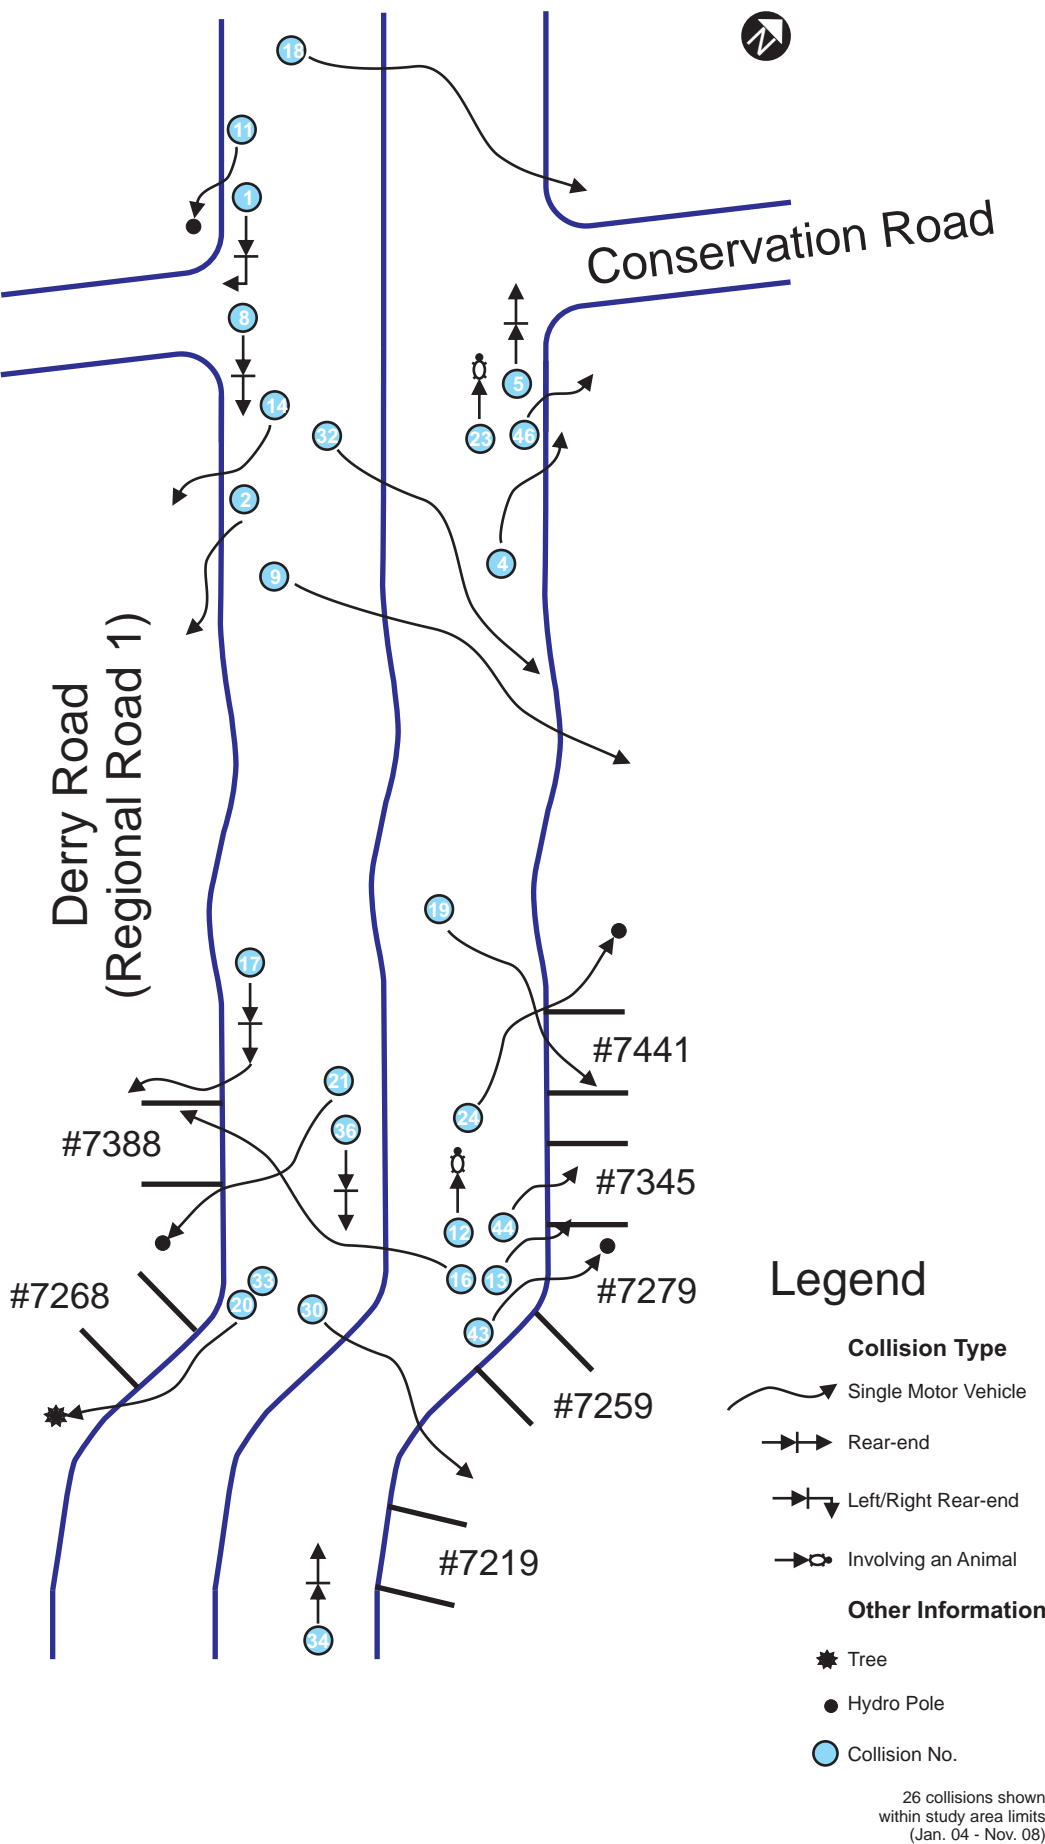 18
N
11
1
Conservation Road
8
5
14
32
23
46
2
4
9
Derry Road
(Regional Road 1)
19
17
#7441
21
24
36
#7388
#7345
44
12
16
13
33
#7279
Legend
#7268
20
30
43
Collision Type
#7259
Single Motor Vehicle
Rear-end
Left/Right Rear-end
#7219
Involving an Animal
Other Information
34
Tree
Hydro Pole
Collision No.
26 collisions shown
within study area limits
(Jan. 04 - Nov. 08)